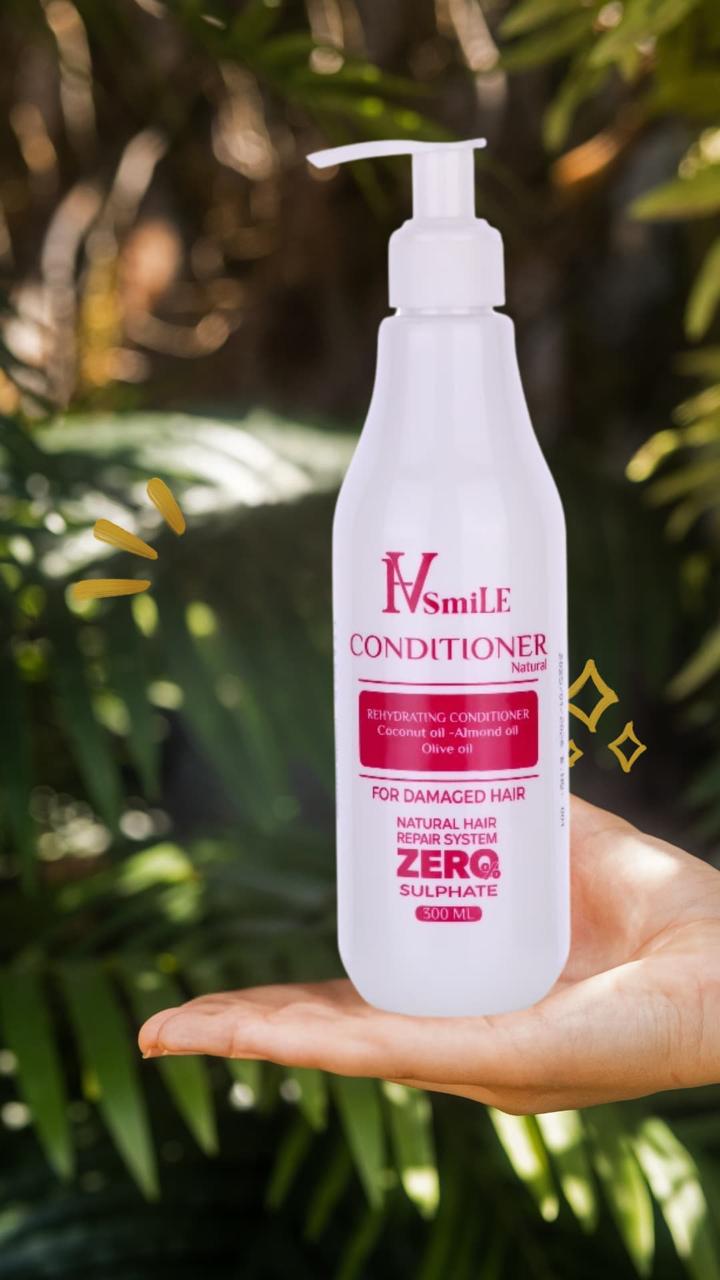 IVSmiLE
CONDITIONER
Natural
REHYDRATING CONDITIONER
Coconut oil -Almond oil
Olive oil
FOR DAMAGED HAIR
NATURAL HAIR
REPAIR SYSTEM
ZERO%
SULPHATE
300 ML